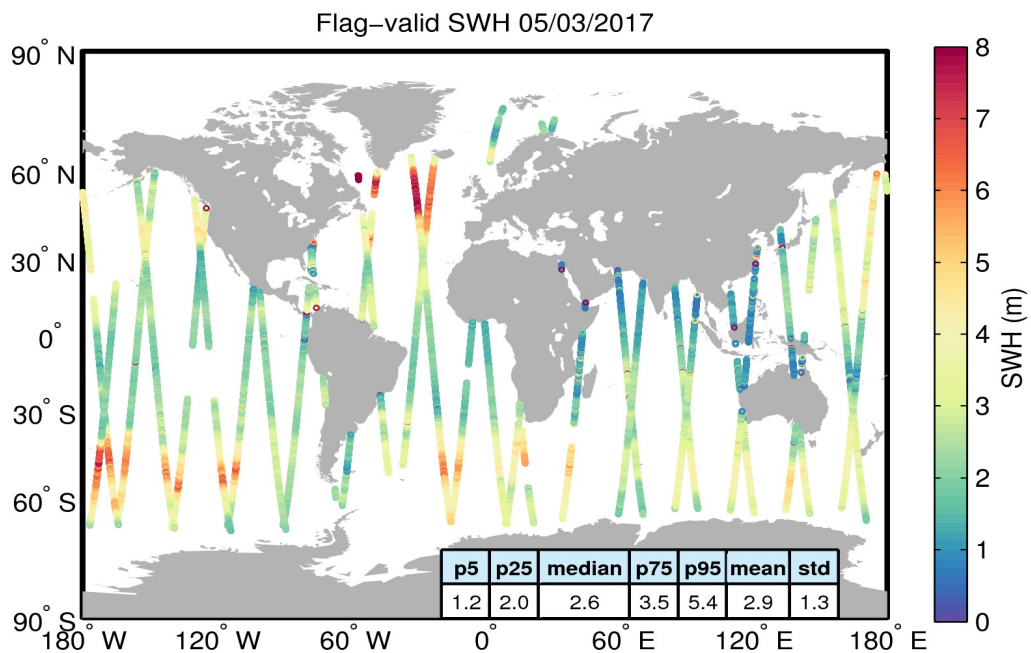 Flag−valid SWH 05/03/2017
90° N
60° N
30° N
0°
30° S
60° S
90° S
180° W
120° W
60° W
0°
60° E
120° E
180° E
p5 p25 median p75 p95 mean std
1.2 2.0 2.6 3.5 5.4 2.9 1.3
8
7
6
5
4
3
2
1
0
SWH (m)